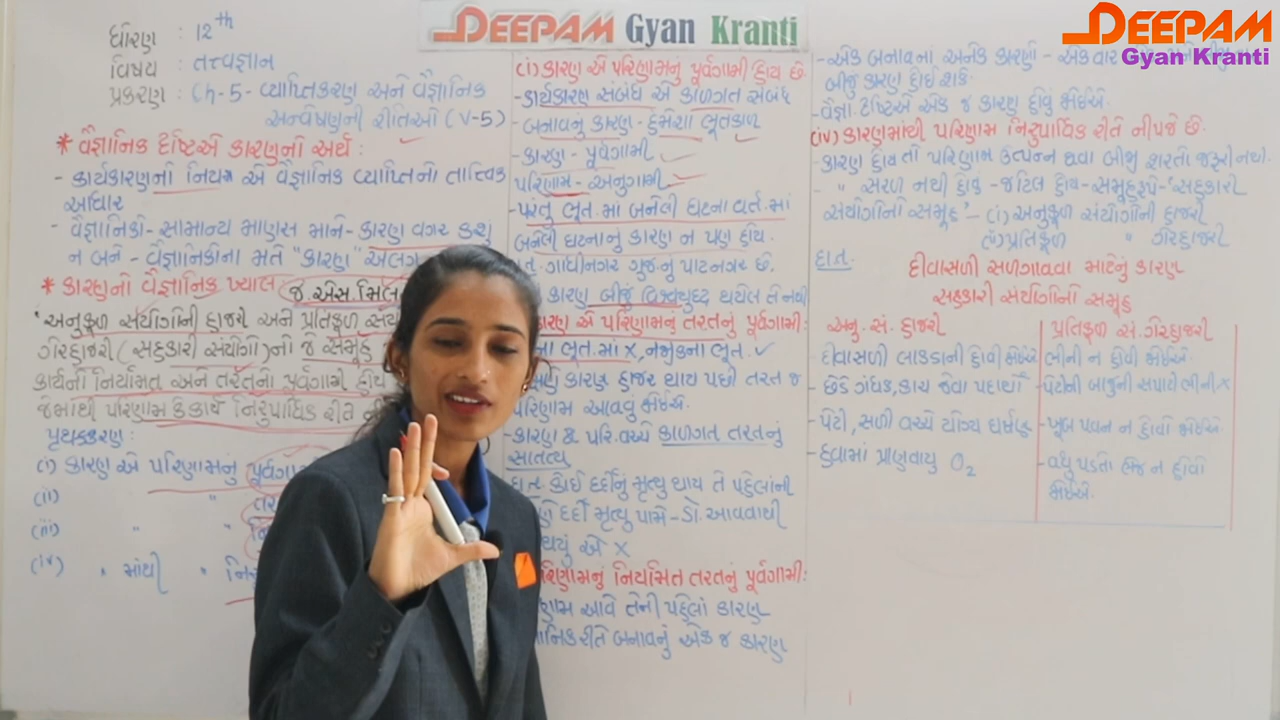 DEEPAM Gyan Kranti
DEEPAM
Gyan Kranti
ધોરણ : 12th
વિષય : તત્ત્વજ્ઞાન
પ્રકરણ : Ch-5- વ્યાપ્તિકરણ અને વૈજ્ઞાનિક
અન્વેષણની રીતિઓ (V-5)
* વૈજ્ઞાનિક દૃષ્ટિએ કારણનો અર્થ :
- કાર્યકારણનો નિયમ એ વૈજ્ઞાનિક વ્યાપ્તિનો તાત્ત્વિક
આધાર
- વૈજ્ઞાનિકો-સામાન્ય માણસ માને- કારણ વગર કશું
ન બને - વૈજ્ઞાનિકોના મતે "કારણ" અલગ
* કારણનો વૈજ્ઞાનિક ખ્યાલ જે.એસ.મિલ
'અનુકૂળ સંયોગોની હાજરી અને પ્રતિકૂળ
ગેરહાજરી (સહકારી સંયોગો)નો જે સમૂહ
કાર્યનો નિયમિત અને તરતનો પૂર્વગામી હોય
જેમાંથી પરિણામ કે કાર્ય નિરુપાધિક રીતે
પૃથક્કરણ :
(i) કારણ એ પરિણામનું
(ii) "
(iii) " "
(iv) " માંથી "
(i) કારણ એ પરિણામનું પૂર્વગામી હોય છે.
- કાર્યકારણ સંબંધ એ કાળગત સંબંધ
- બનાવનું કારણ - હંમેશા ભૂતકાળ
- કારણ - પૂર્વગામી
પરિણામ - અનુગામી
- પરંતુ ભૂત.માં બનેલી ઘટના વર્ત.માં
બનેલી ઘટનાનું કારણ ન પણ હોય.
ગાંધીનગર ગુજ.નું પાટનગર છે.
કારણ બીજું વિશ્વયુદ્ધ થયેલ તે નથી
કારણ એ પરિણામનું તરતનું પૂર્વગામી :
ભૂત.માં X, નજીકના ભૂત. ✓
કારણ હાજર થાય પછી તરત જ
પરિણામ આવવું જોઈએ.
- કારણ & પરિ.વચ્ચે કાળગત તરતનું
સાતત્ય
દા.ત. કોઈ દર્દીનું મૃત્યુ થાય તે પહેલાંની
દર્દી મૃત્યુ પામે - ડૉ. આવવાથી
થયું એ X
નિયમિત તરતનું પૂર્વગામી :
આવે તેની પહેલાં કારણ
બનાવનું એક જ કારણ
- એક બનાવનાં અનેક કારણો - એકવાર
બીજું કારણ હોઈ શકે.
વૈજ્ઞા. દૃષ્ટિએ એક જ કારણ હોવું જોઈએ.
(iv) કારણમાંથી પરિણામ નિરુપાધિક રીતે નીપજે છે.
- કારણ હોય તો પરિણામ ઉત્પન્ન થવા બીજી શરતો જરૂરી નથી.
- " સરળ નથી હોતું - જટિલ હોય - સમૂહરૂપે - 'સહકારી
સંયોગોનો સમૂહ' - (i) અનુકૂળ સંયોગોની હાજરી
(ii) પ્રતિકૂળ " ગેરહાજરી
દા.ત. દીવાસળી સળગાવવા માટેનું કારણ
સહકારી સંયોગોનો સમૂહ
અનુ. સં. હાજરી
- દીવાસળી લાકડાની હોવી જોઈએ
- છેડે ગંધક, કાચ જેવા પદાર્થો
- પેટી, સળી વચ્ચે યોગ્ય ઘર્ષણ
- હવામાં પ્રાણવાયુ O2
પ્રતિકૂળ સં. ગેરહાજરી
- ભીની ન હોવી જોઈએ.
- પેટીની બાજુની સપાટી ભીની X
- ખૂબ પવન ન હોવો જોઈએ
- વધુ પડતો ભેજ ન હોવો
જોઈએ.